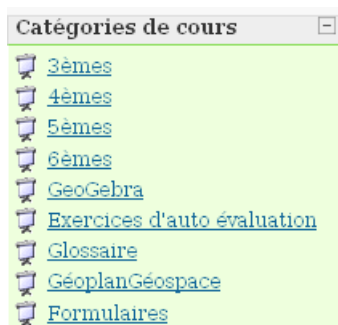 Catégories de cours
3èmes
4èmes
5èmes
6èmes
GeoGebra
Exercices d'auto évaluation
Glossaire
GéoplanGéospace
Formulaires